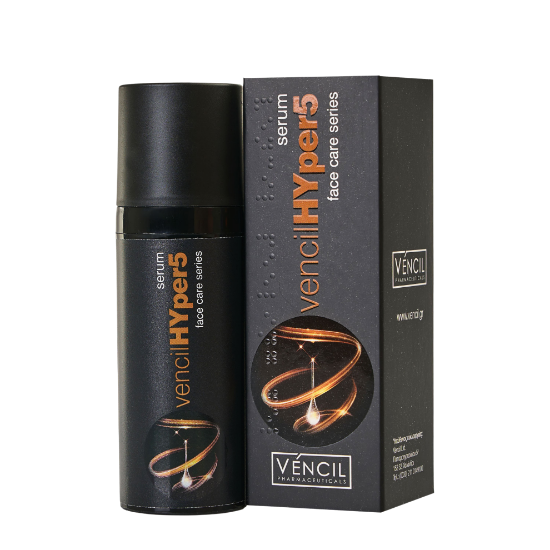 serum
vencilHYper5
face care series
serum
vencilHYper5
face care series
VENCIL
PHARMACEUTICALS
VENCIL
PHARMACEUTICALS
www.vencil.gr